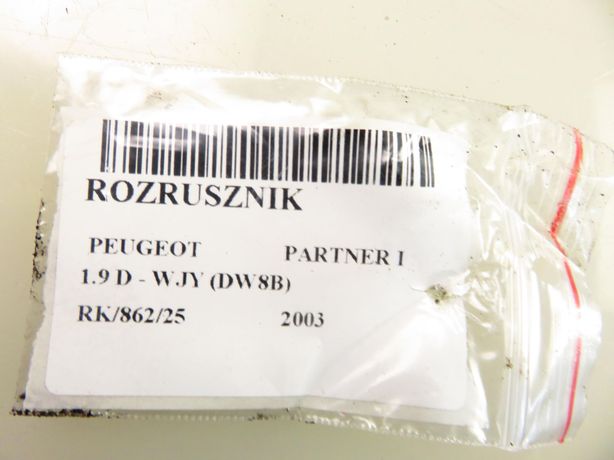 ROZRUSZNIK
PEUGEOT PARTNER I
1.9 D - WJY (DW8B)
RK/862/25 2003